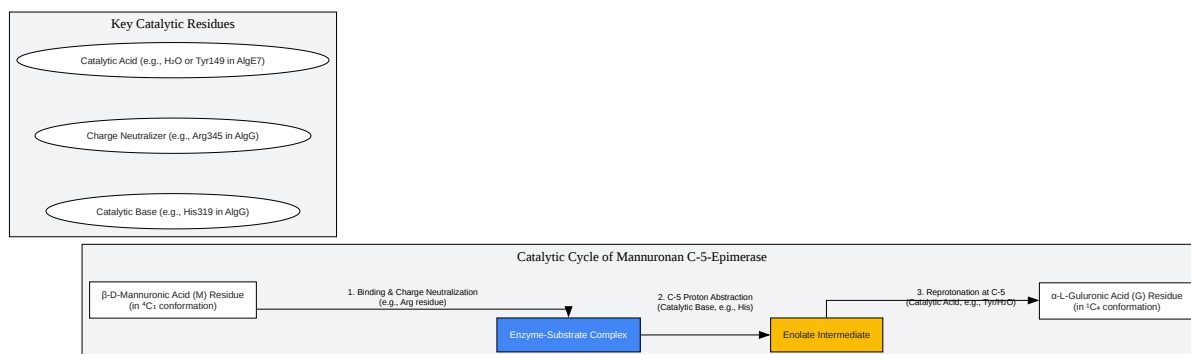 Key Catalytic Residues
Catalytic Acid (e.g., H₂O or Tyr149 in AlgE7)
Charge Neutralizer (e.g., Arg345 in AlgG)
Catalytic Base (e.g., His319 in AlgG)
Catalytic Cycle of Mannuronan C-5-Epimerase
β-D-Mannuronic Acid (M) Residue
(in ⁴C₁ conformation)
1. Binding & Charge Neutralization
(e.g., Arg residue)
Enzyme-Substrate Complex
2. C-5 Proton Abstraction
(Catalytic Base, e.g., His)
Enolate Intermediate
3. Reprotonation at C-5
(Catalytic Acid, e.g., Tyr/H₂O)
α-L-Guluronic Acid (G) Residue
(in ¹C₄ conformation)